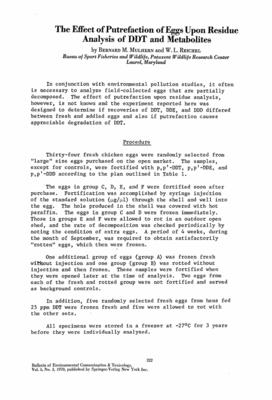 The Effect of Putrefaction of Eggs Upon Residue
Analysis of DDT and Metabolites
by BERNARD M. MULHERN and W. L. REICHEL
Bureau of Sport Fisheries and Wildlife, Patuxent Wildlife Research Center
Laurel, Maryland
In conjunction with environmental pollution studies, it often
is necessary to analyze field-collected eggs that are partially
decomposed. The effect of putrefaction upon residue analysis,
however, is not known and the experiment reported here was
designed to determine if recoveries of DDT, DDE, and DDD differed
between fresh and addled eggs and also if putrefaction causes
appreciable degradation of DDT.
Procedure
Thirty-four fresh chicken eggs were randomly selected from
"large" size eggs purchased on the open market. The samples,
except for controls, were fortified with p,p'-DDT, p,p'-DDE, and
p,p'-DDD according to the plan outlined in Table 1.
The eggs in group C, D, E, and F were fortified soon after
purchase. Fortification was accomplished by syringe injection
of the standard solution (µg/µl) through the shell and well into
the egg. The hole produced in the shell was covered with hot
paraffin. The eggs in group C and D were frozen immediately.
Those in groups E and F were allowed to rot in an outdoor open
shed, and the rate of decomposition was checked periodically by
noting the condition of extra eggs. A period of 4 weeks, during
the month of September, was required to obtain satisfactorily
"rotten" eggs, which then were frozen.
One additional group of eggs (group A) was frozen fresh
without injection and one group (group B) was rotted without
injection and then frozen. These samples were fortified when
they were opened later at the time of analysis. Two eggs from
each of the fresh and rotted group were not fortified and served
as background controls.
In addition, five randomly selected fresh eggs from hens fed
25 ppm DDT were frozen fresh and five were allowed to rot with
the other sets.
All specimens were stored in a freezer at -27°C for 3 years
before they were individually analyzed.
322
Bulletin of Environmental Contamination & Toxicology,
Vol. 5, No. 3, 1970, published by Springer-Verlag New York Inc.